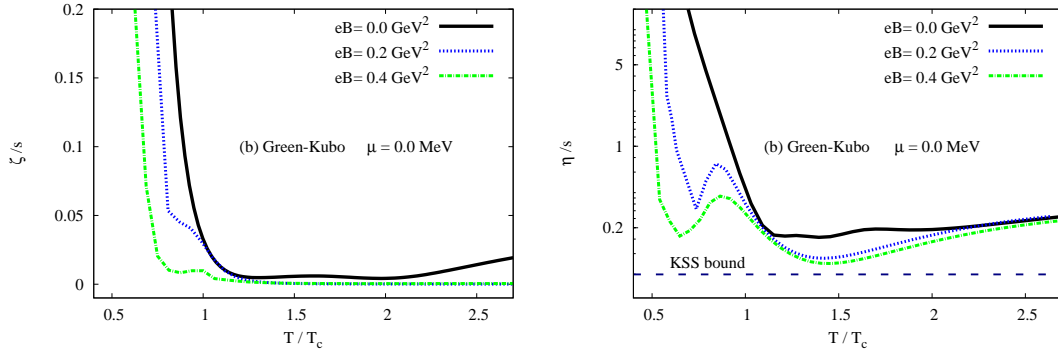 0.2
0.15
0.1
0.05
0
ζ /s
eB= 0.0 GeV²
eB= 0.2 GeV²
eB= 0.4 GeV²
(b) Green-Kubo μ = 0.0 MeV
0.5 1 1.5 2 2.5
T / T_c
5
1
0.2
η /s
eB= 0.0 GeV²
eB= 0.2 GeV²
eB= 0.4 GeV²
(b) Green-Kubo μ = 0.0 MeV
KSS bound
0.5 1 1.5 2 2.5
T / T_c